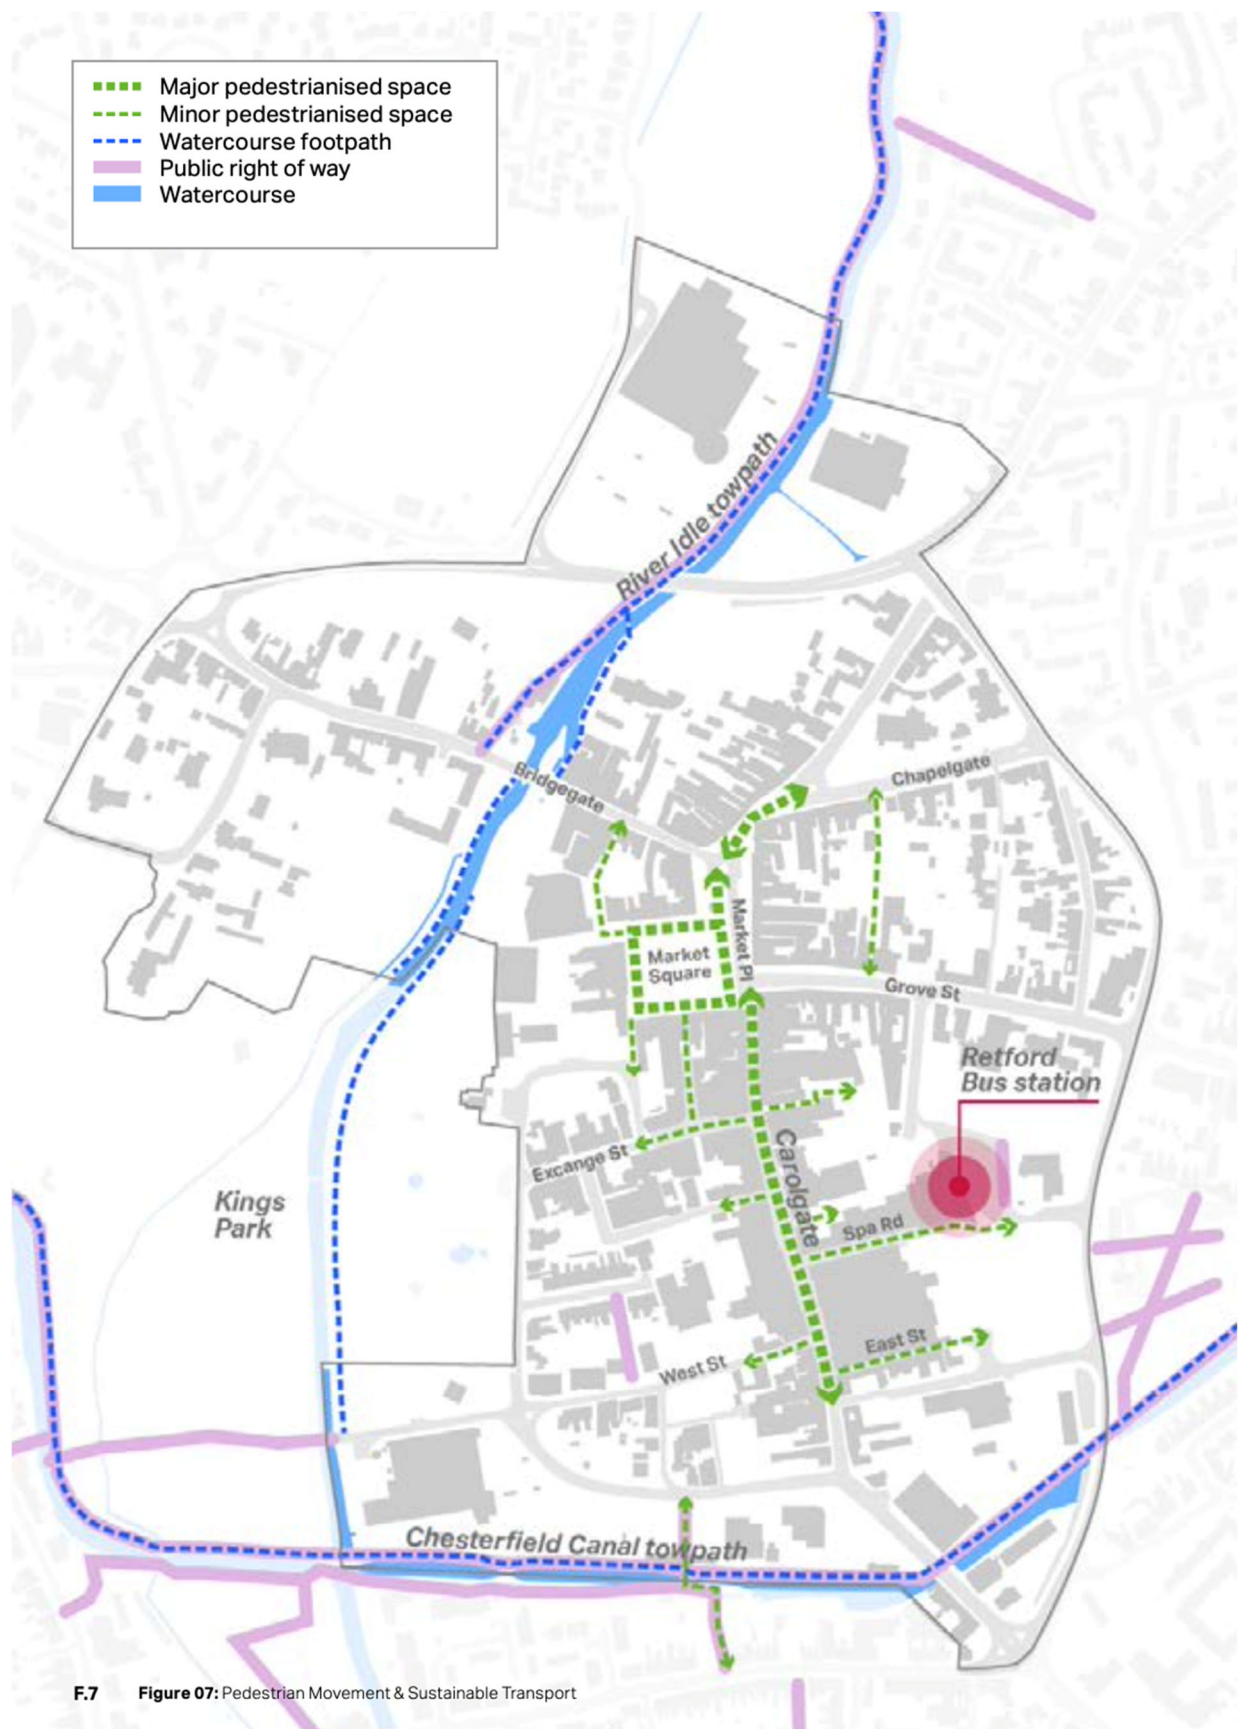 Major pedestrianised space
Minor pedestrianised space
Watercourse footpath
Public right of way
Watercourse
River Idle towpath
Bridgegate
Chapelgate
Market Pl
Market
Square
Grove St
Retford
Bus station
Carolgate
Excange St
Kings
Park
Spa Rd
East St
West St
Chesterfield Canal towpath
F.7 Figure 07: Pedestrian Movement & Sustainable Transport